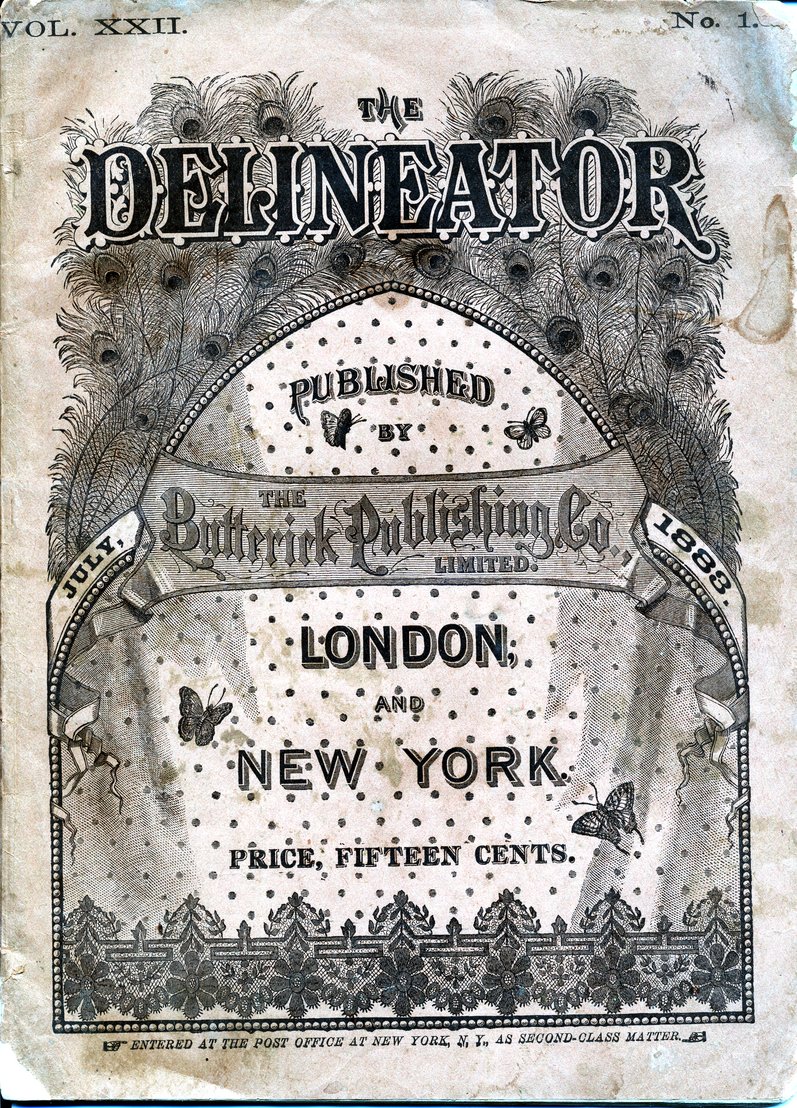 VOL. XXII.
No. 1.
THE
DELINEATOR
PUBLISHED
BY
THE
Butterick Publishing Co.,
LIMITED.
JULY,
1883.
LONDON,
AND
NEW YORK.
PRICE, FIFTEEN CENTS.
ENTERED AT THE POST OFFICE AT NEW YORK, N, Y., AS SECOND-CLASS MATTER.